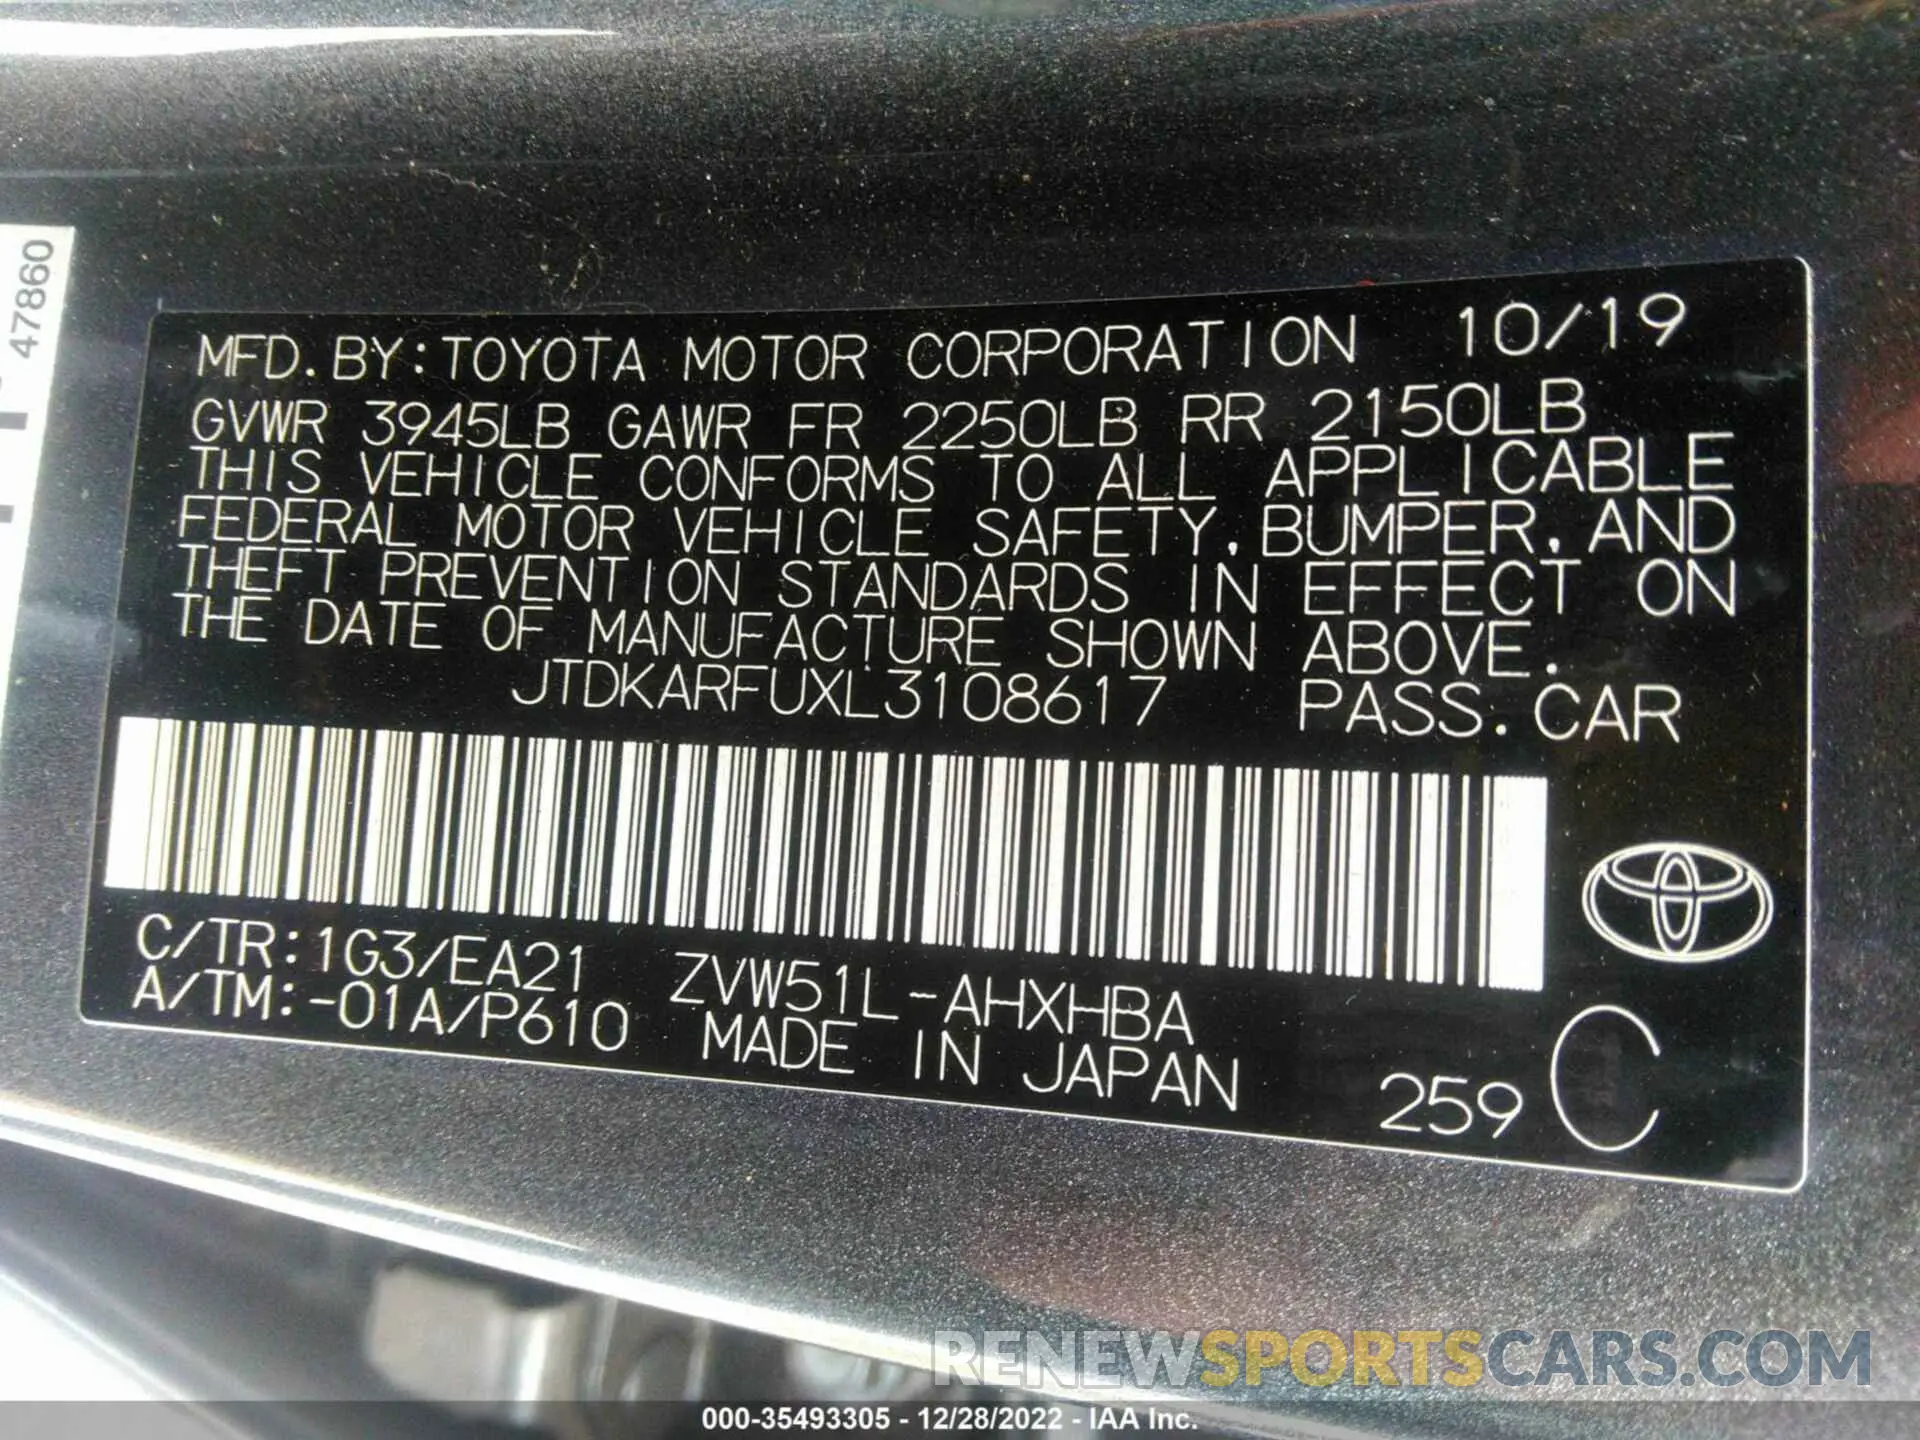 47860
MFD. BY: TOYOTA MOTOR CORPORATION 10/19
GVWR 3945LB GAWR FR 2250LB RR 2150LB
THIS VEHICLE CONFORMS TO ALL APPLICABLE
FEDERAL MOTOR VEHICLE SAFETY, BUMPER, AND
THEFT PREVENTION STANDARDS IN EFFECT ON
THE DATE OF MANUFACTURE SHOWN ABOVE.
JTDKARFUXL3108617 PASS. CAR
C/TR: 1G3/EA21 ZVW51L-AHXHBA
A/TM: -01A/P610 MADE IN JAPAN
259 C
RENEWSPORTSCARS.COM
000-35493305 - 12/28/2022 - IAA Inc.